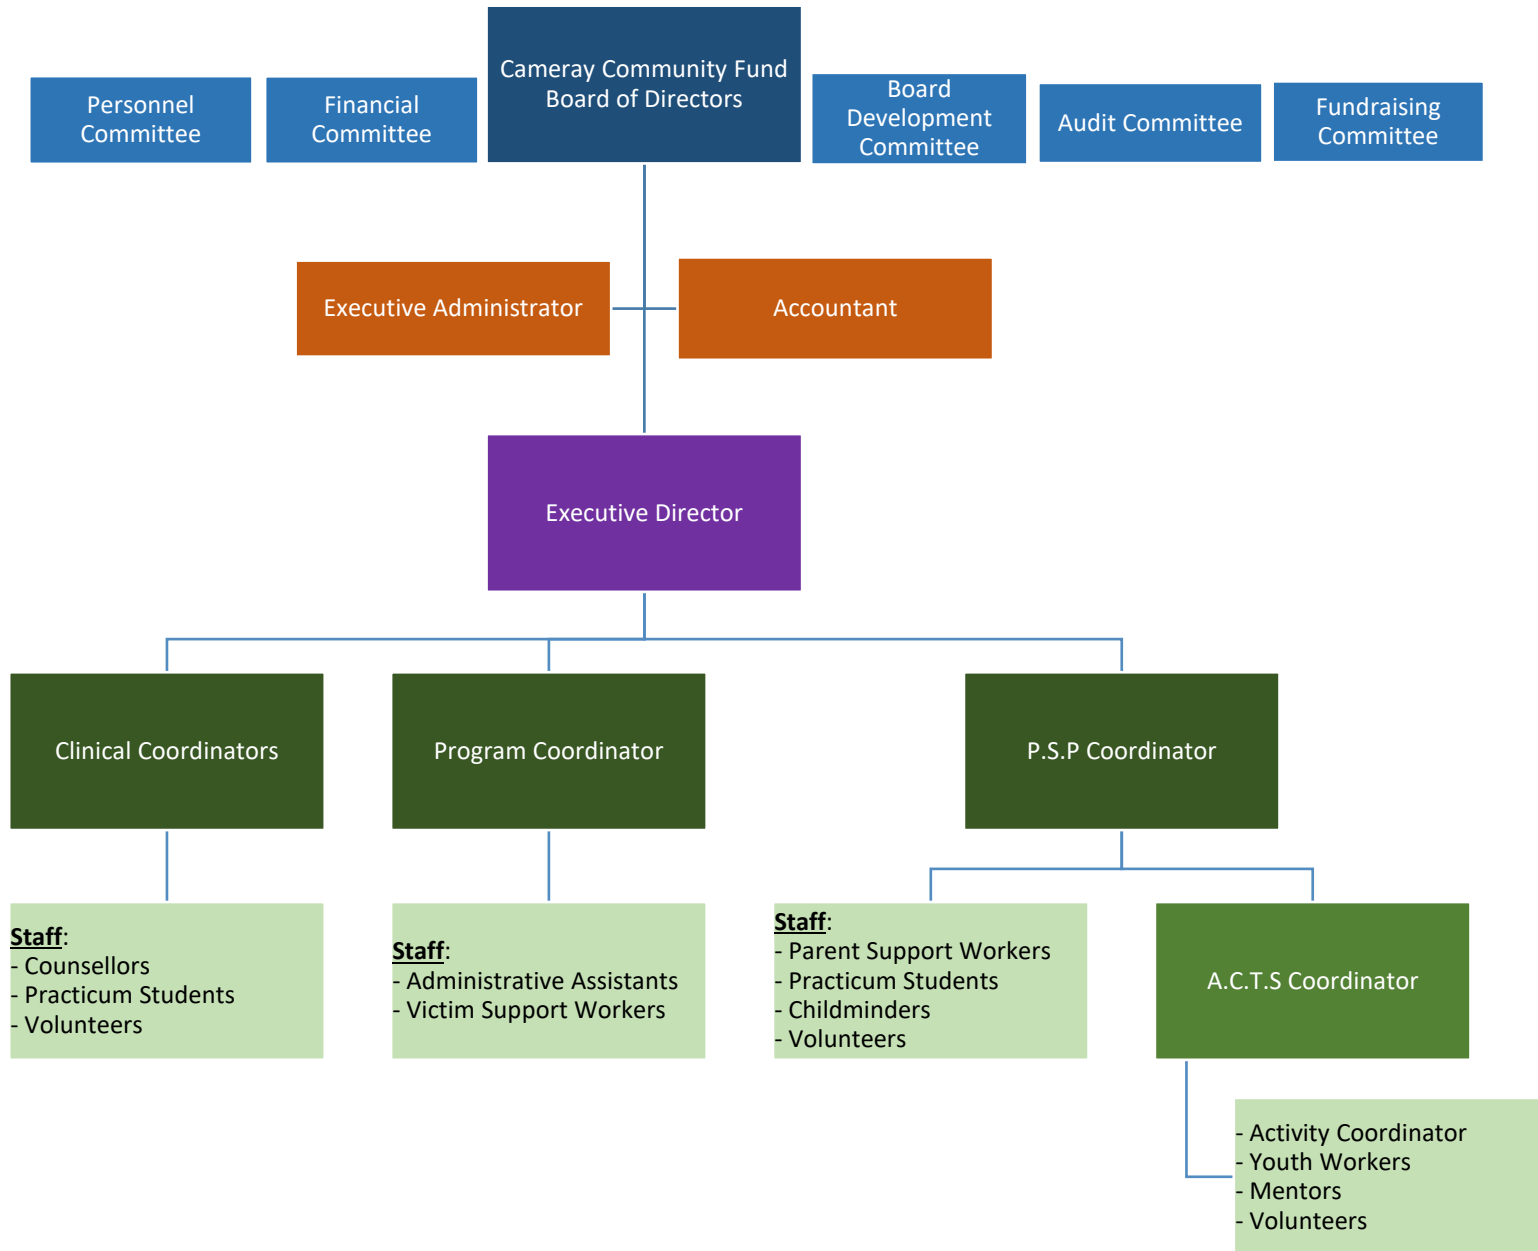 Cameray Community Fund
Board of Directors
Personnel
Committee
Financial
Committee
Board
Development
Committee
Audit Committee
Fundraising
Committee
Executive Administrator
Accountant
Executive Director
Clinical Coordinators
Program Coordinator
P.S.P Coordinator
Staff:
- Counsellors
- Practicum Students
- Volunteers
Staff:
- Administrative Assistants
- Victim Support Workers
Staff:
- Parent Support Workers
- Practicum Students
- Childminders
- Volunteers
A.C.T.S Coordinator
- Activity Coordinator
- Youth Workers
- Mentors
- Volunteers